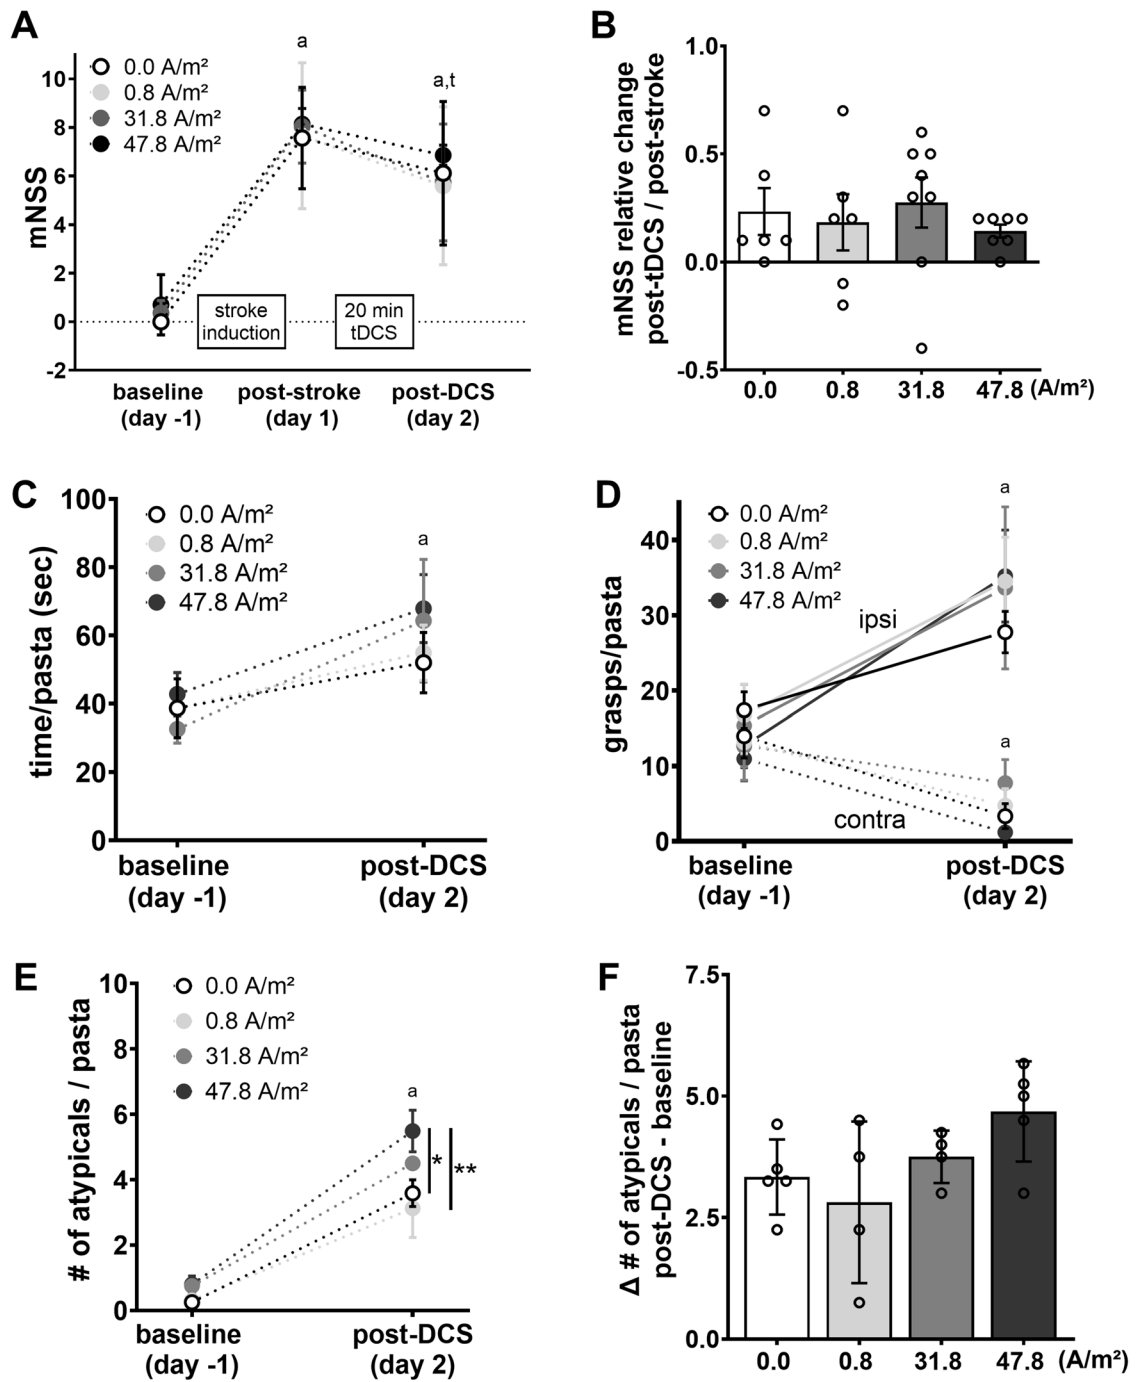 A
mNSS
10
8
6
4
2
0
-2
0.0 A/m²
0.8 A/m²
31.8 A/m²
47.8 A/m²
a
a,t
stroke
induction
20 min
tDCS
baseline
(day -1)
post-stroke
(day 1)
post-DCS
(day 2)
B
mNSS relative change
post-tDCS / post-stroke
1.0
0.5
0.0
-0.5
0.0
0.8
31.8
47.8
(A/m²)
C
time/pasta (sec)
100
80
60
40
20
0
0.0 A/m²
0.8 A/m²
31.8 A/m²
47.8 A/m²
a
baseline
(day -1)
post-DCS
(day 2)
D
grasps/pasta
40
30
20
10
0
0.0 A/m²
0.8 A/m²
31.8 A/m²
47.8 A/m²
a
ipsi
a
contra
baseline
(day -1)
post-DCS
(day 2)
E
# of atypicals / pasta
10
8
6
4
2
0
0.0 A/m²
0.8 A/m²
31.8 A/m²
47.8 A/m²
a
*
**
baseline
(day -1)
post-DCS
(day 2)
F
Δ # of atypicals / pasta
post-DCS - baseline
7.5
5.0
2.5
0.0
0.0
0.8
31.8
47.8
(A/m²)